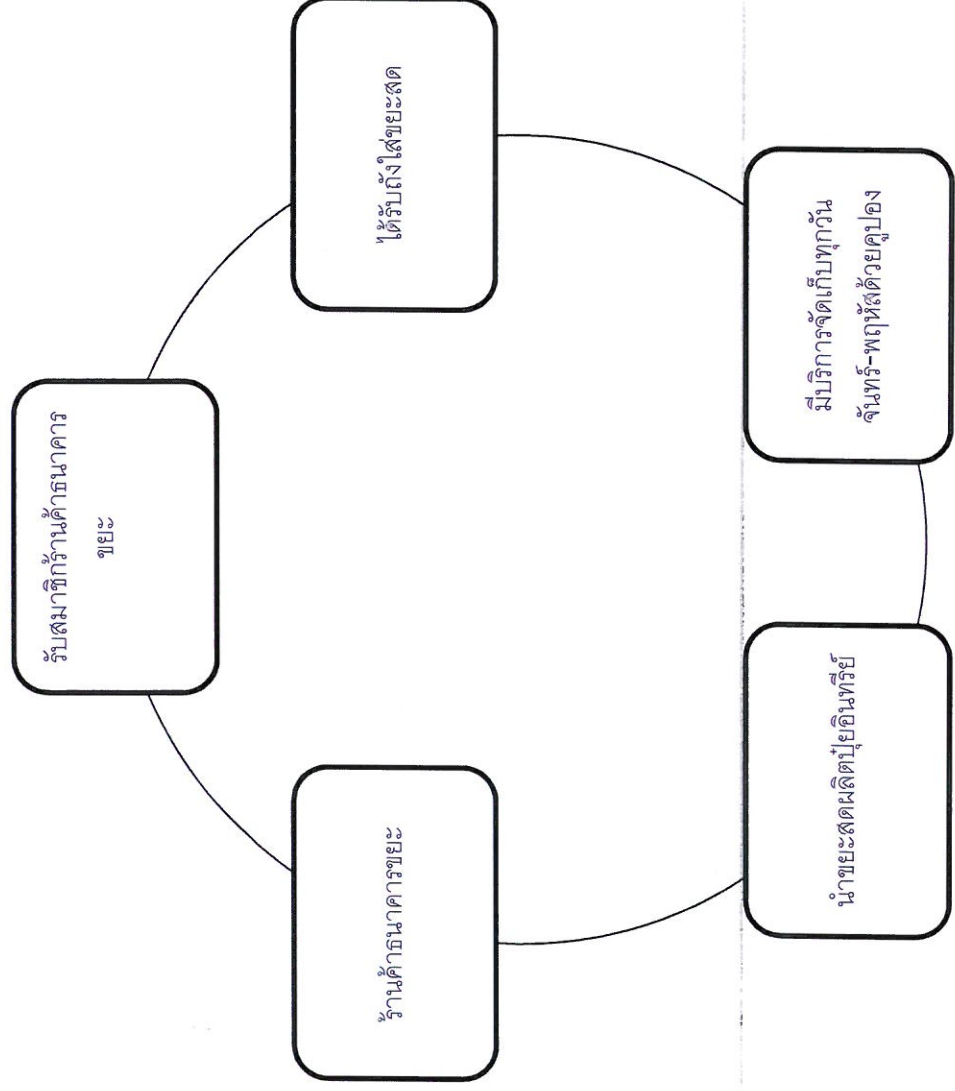 รับสมาชิกร้านค้าธนาคาร
ขยะ
ได้รับถังใส่ขยะสด
มีบริการจัดเก็บทุกวัน
จันทร์-พฤหัสด้วยคูปอง
นำขยะสดผลิตปุ๋ยอินทรีย์
ร้านค้าธนาคารขยะ